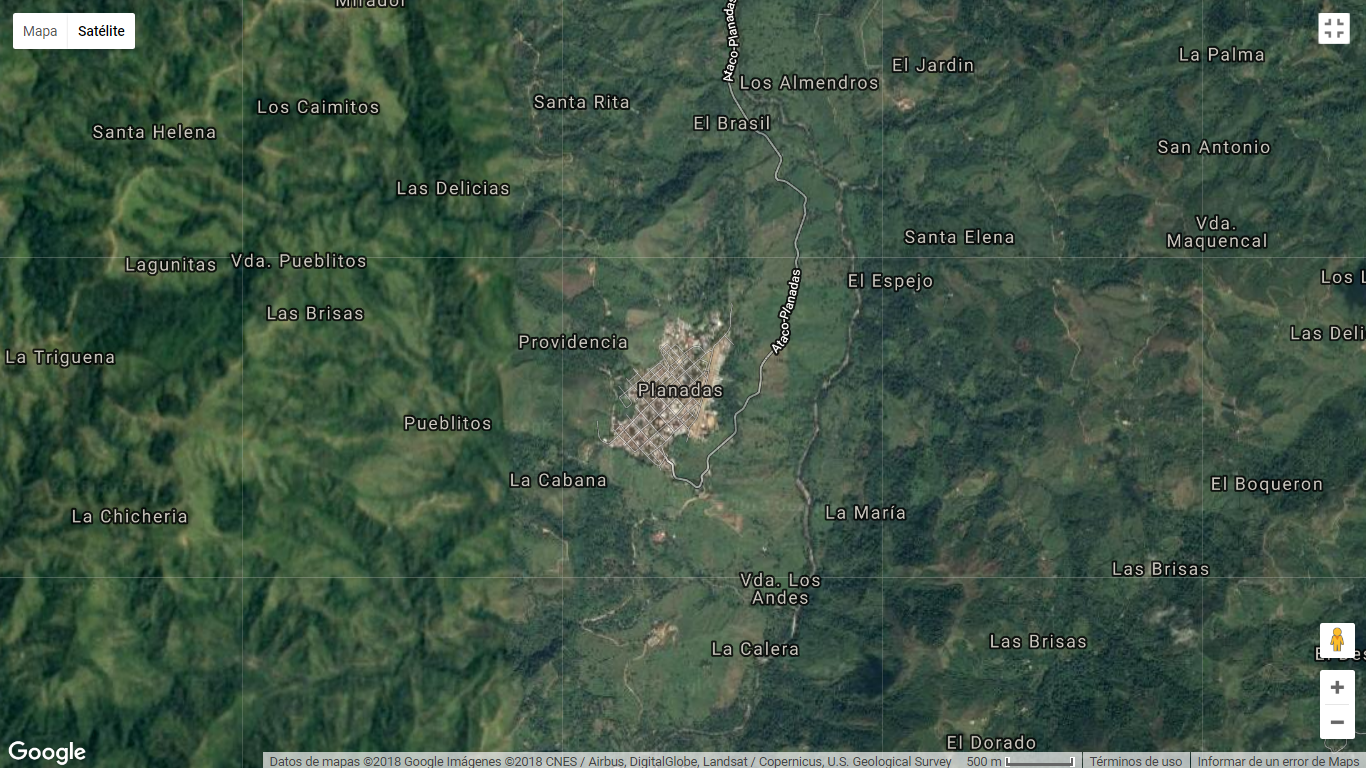 Mirador
Mapa
Satélite
Ataco-Planadas
La Palma
El Jardin
Los Almendros
Santa Rita
Los Caimitos
El Brasil
Santa Helena
San Antonio
Las Delicias
Vda.
Maquencal
Santa Elena
Lagunitas
Vda. Pueblitos
El Espejo
Los L
Las Brisas
Ataco-Planadas
Las Deli
Providencia
La Triguena
Planadas
Pueblitos
La Cabana
El Boqueron
La Chicheria
La María
Las Brisas
Vda. Los
Andes
Las Brisas
La Calera
El Des
El Dorado
Google
Datos de mapas ©2018 Google Imágenes ©2018 CNES / Airbus, DigitalGlobe, Landsat / Copernicus, U.S. Geological Survey
500 m
Términos de uso
Informar de un error de Maps